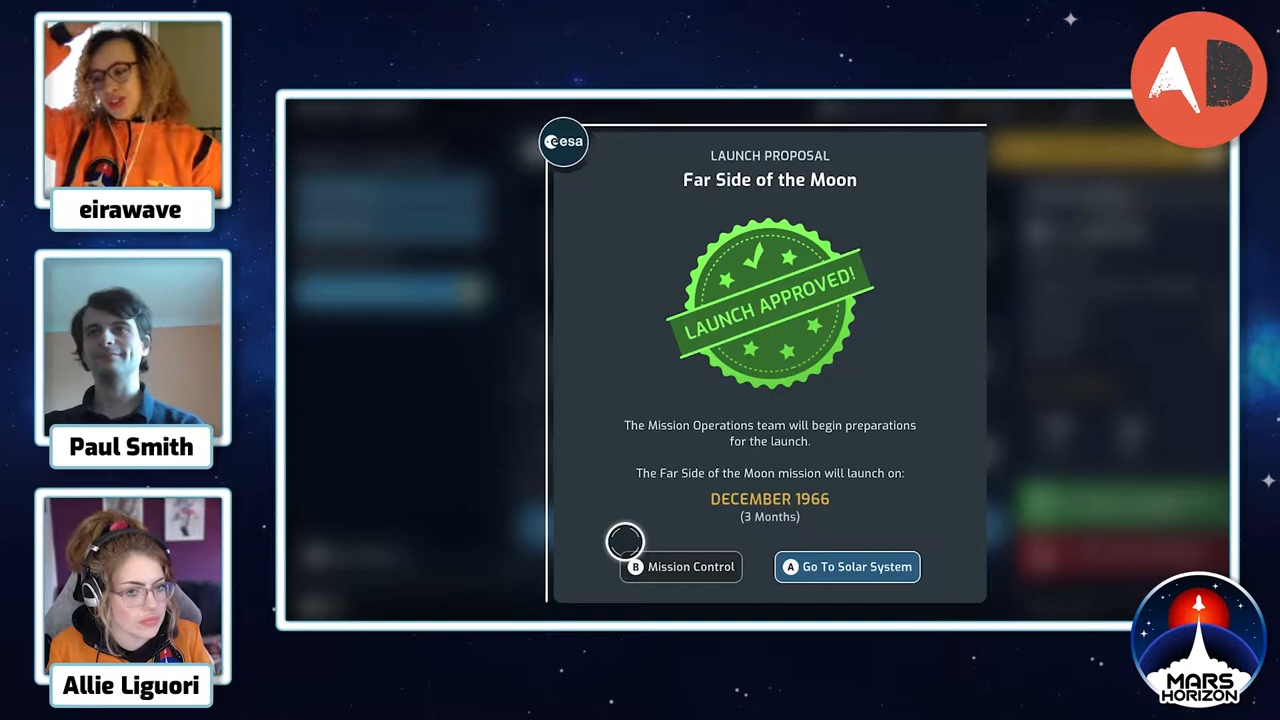 eirawave
Paul Smith
Allie Liguori
esa
LAUNCH PROPOSAL
Far Side of the Moon
LAUNCH APPROVED!
The Mission Operations team will begin preparations
for the launch.
The Far Side of the Moon mission will launch on:
DECEMBER 1966
(3 Months)
B Mission Control
A Go To Solar System
AD
MARS
HORIZON